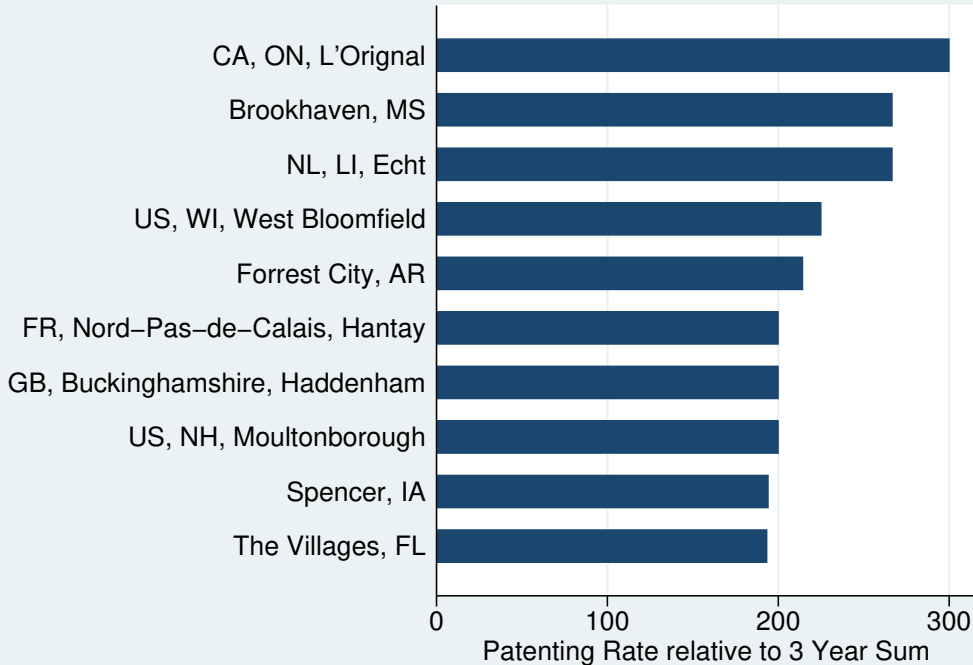 CA, ON, L’Orignal
Brookhaven, MS
NL, LI, Echt
US, WI, West Bloomfield
Forrest City, AR
FR, Nord−Pas−de−Calais, Hantay
GB, Buckinghamshire, Haddenham
US, NH, Moultonborough
Spencer, IA
The Villages, FL
0 100 200 300
Patenting Rate relative to 3 Year Sum